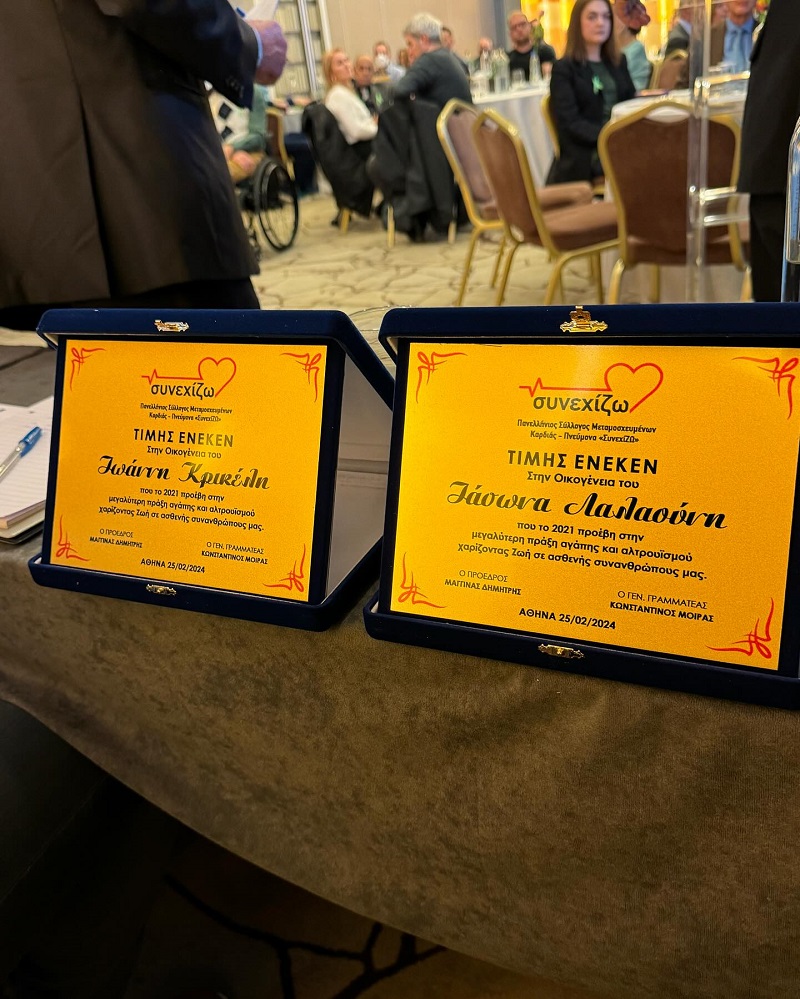 συνεχίζω
Πανελλήνιος Σύλλογος Μεταμοσχευμένων
Καρδιάς - Πνεύμονα «ΣυνεχίΖΩ»
ΤΙΜΗΣ ΕΝΕΚΕΝ
Στην Οικογένεια του
Ιωάννη Κρικέλη
που το 2021 προέβη στην
μεγαλύτερη πράξη αγάπης και αλτρουϊσμού
χαρίζοντας Ζωή σε ασθενής συνανθρώπους μας.
Ο ΠΡΟΕΔΡΟΣ
ΜΑΓΓΙΝΑΣ ΔΗΜΗΤΡΗΣ
Ο ΓΕΝ. ΓΡΑΜΜΑΤΕΑΣ
ΚΩΝΣΤΑΝΤΙΝΟΣ ΜΟΙΡΑΣ
ΑΘΗΝΑ 25/02/2024
συνεχίζω
Πανελλήνιος Σύλλογος Μεταμοσχευμένων
Καρδιάς - Πνεύμονα «ΣυνεχίΖΩ»
ΤΙΜΗΣ ΕΝΕΚΕΝ
Στην Οικογένεια του
Ιάσωνα Λαλαούνη
που το 2021 προέβη στην
μεγαλύτερη πράξη αγάπης και αλτρουϊσμού
χαρίζοντας Ζωή σε ασθενής συνανθρώπους μας.
Ο ΠΡΟΕΔΡΟΣ
ΜΑΓΓΙΝΑΣ ΔΗΜΗΤΡΗΣ
Ο ΓΕΝ. ΓΡΑΜΜΑΤΕΑΣ
ΚΩΝΣΤΑΝΤΙΝΟΣ ΜΟΙΡΑΣ
ΑΘΗΝΑ 25/02/2024